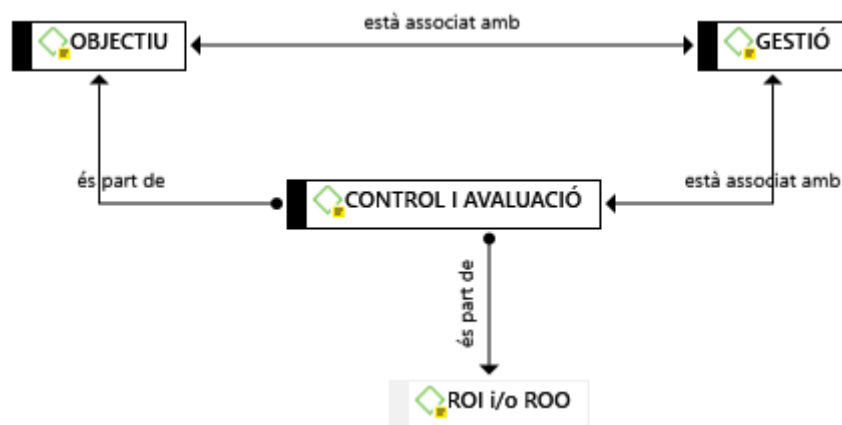 està associat amb
OBJECTIU
GESTIÓ
és part de
està associat amb
CONTROL I AVALUACIÓ
és part de
ROI i/o ROO